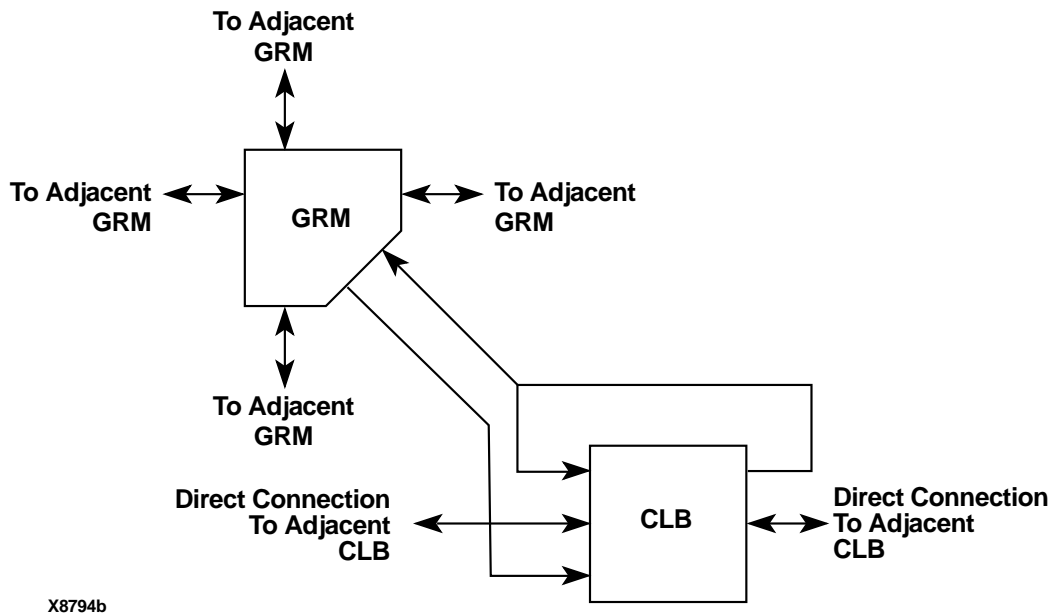 To Adjacent
GRM
To Adjacent
GRM
GRM
To Adjacent
GRM
To Adjacent
GRM
Direct Connection
To Adjacent
CLB
CLB
Direct Connection
To Adjacent
CLB
X8794b